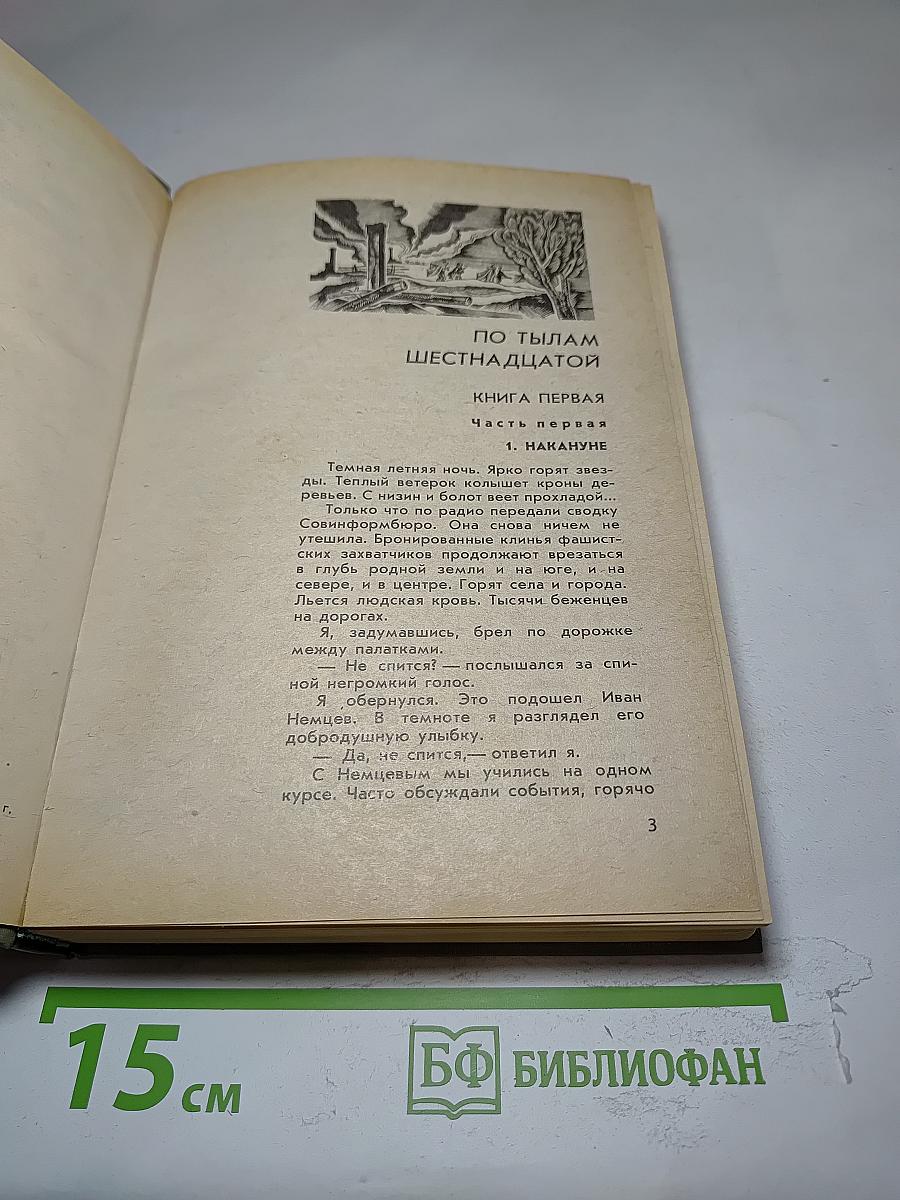 ПО ТЫЛАМ
ШЕСТНАДЦАТОЙ
КНИГА ПЕРВАЯ
Часть первая
1. НАКАНУНЕ
Темная летняя ночь. Ярко горят звез-
ды. Теплый ветерок колышет кроны де-
ревьев. С низин и болот веет прохладой...
Только что по радио передали сводку
Совинформбюро. Она снова ничем не
утешила. Бронированные клинья фашист-
ских захватчиков продолжают врезаться
в глубь родной земли и на юге, и на
севере, и в центре. Горят села и города.
Льется людская кровь. Тысячи беженцев
на дорогах.
Я, задумавшись, брел по дорожке
между палатками.
— Не спится? — послышался за спи-
ной негромкий голос.
Я обернулся. Это подошел Иван
Немцев. В темноте я разглядел его
добродушную улыбку.
— Да, не спится,— ответил я.
С Немцевым мы учились на одном
курсе. Часто обсуждали события, горячо
3
г.
15 см
БФ БИБЛИОФАН